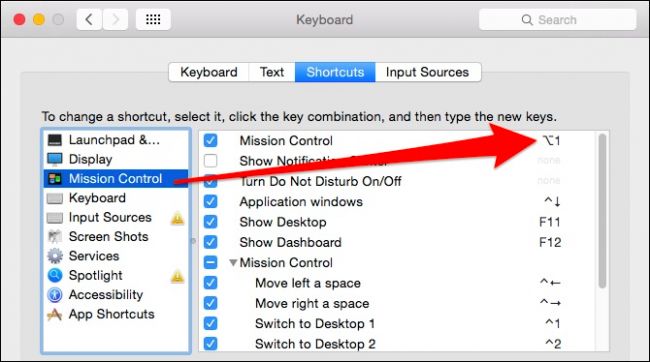 Keyboard
Search
Keyboard Text Shortcuts Input Sources
To change a shortcut, select it, click the key combination, and then type the new keys.
Launchpad &...
Display
Mission Control
Keyboard
Input Sources
Screen Shots
Services
Spotlight
Accessibility
App Shortcuts
Mission Control ⌥1
Show Notification none
Turn Do Not Disturb On/Off none
Application windows ^↓
Show Desktop F11
Show Dashboard F12
Mission Control
Move left a space ^←
Move right a space ^→
Switch to Desktop 1 ^1
Switch to Desktop 2 ^2